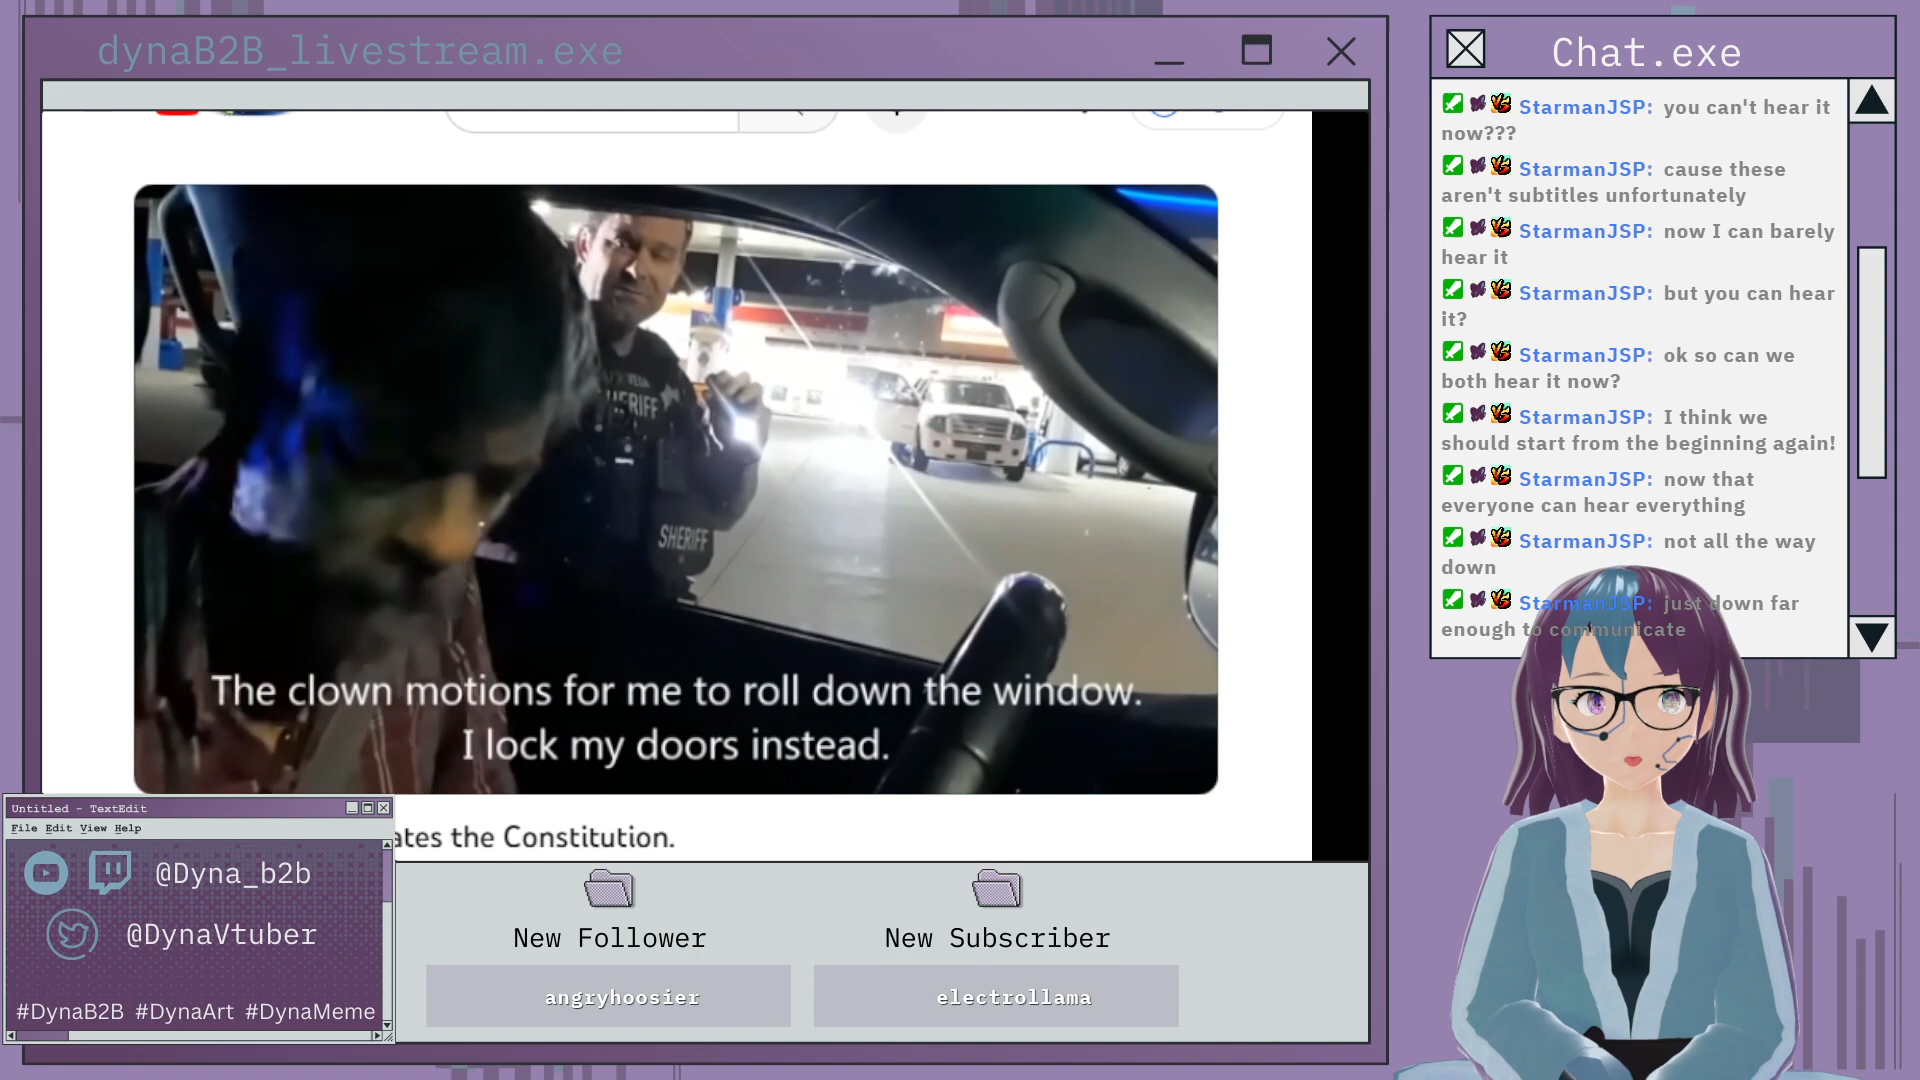 dynaB2B_livestream.exe
SHERIFF
SHERIFF
The clown motions for me to roll down the window.
I lock my doors instead.
ates the Constitution.
Untitled - TextEdit
File Edit View Help
@Dyna_b2b
@DynaVtuber
#DynaB2B #DynaArt #DynaMeme
New Follower
angryhoosier
New Subscriber
electrollama
Chat.exe
StarmanJSP: you can't hear it
now???
StarmanJSP: cause these
aren't subtitles unfortunately
StarmanJSP: now I can barely
hear it
StarmanJSP: but you can hear
it?
StarmanJSP: ok so can we
both hear it now?
StarmanJSP: I think we
should start from the beginning again!
StarmanJSP: now that
everyone can hear everything
StarmanJSP: not all the way
down
StarmanJSP: just down far
enough to communicate